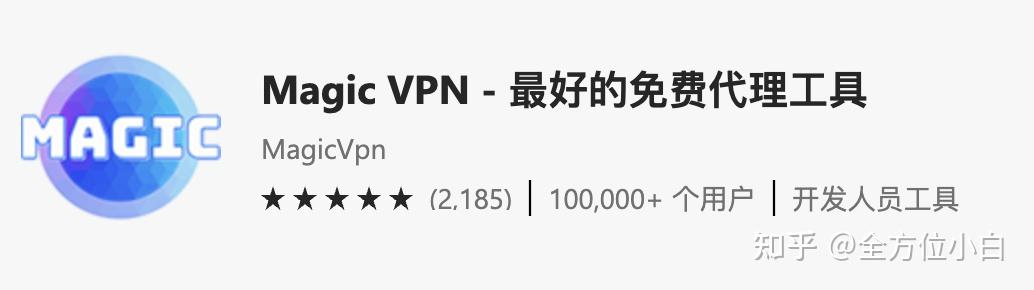 MAGIC
Magic VPN - 最好的免费代理工具
MagicVpn
★★★★★ (2,185) | 100,000+ 个用户 | 开发人员工具
知乎 @全方位小白